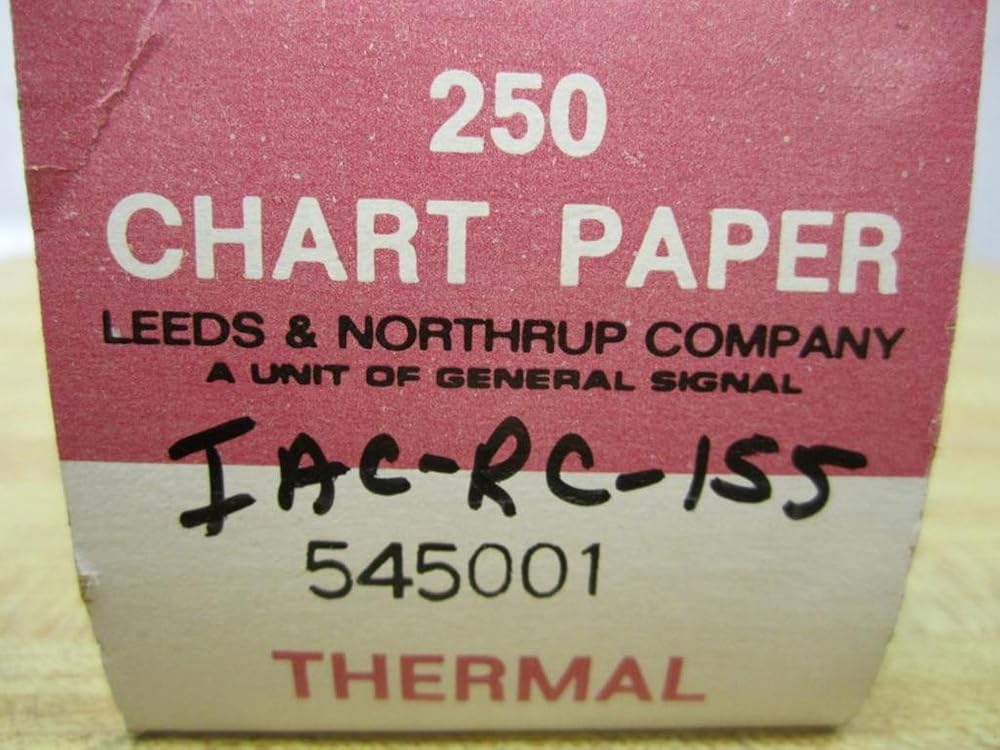 250
CHART PAPER
LEEDS & NORTHRUP COMPANY
A UNIT OF GENERAL SIGNAL
IAC-RC-155
545001
THERMAL